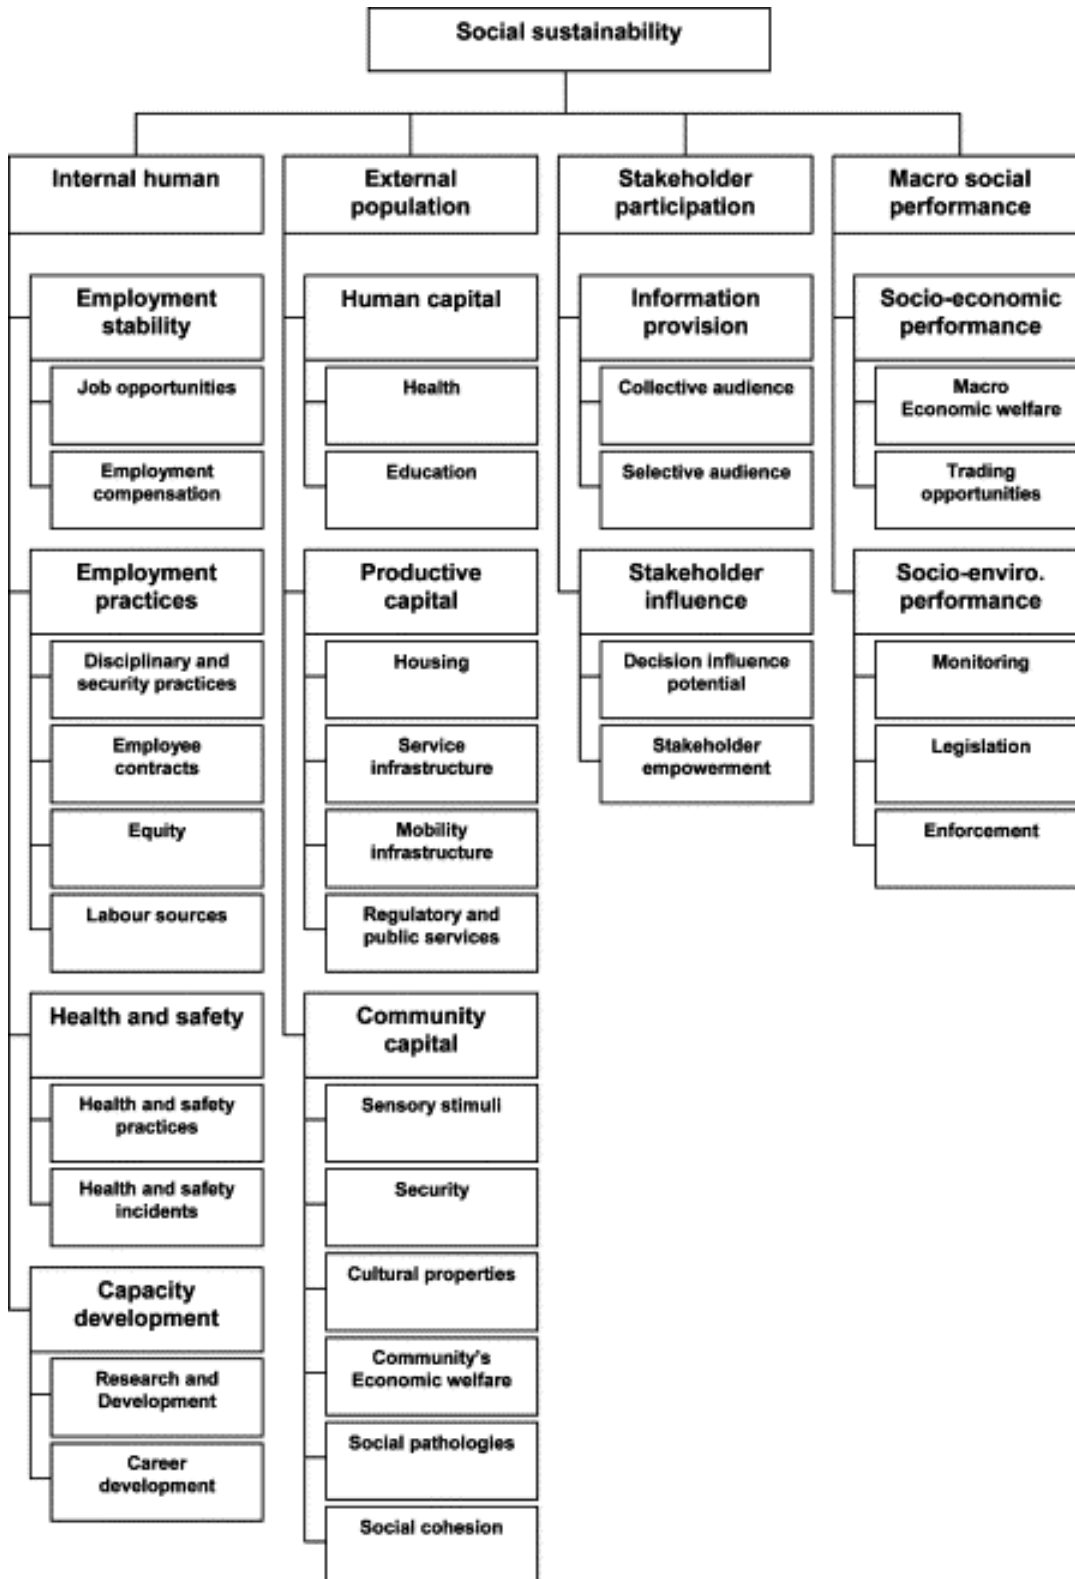 Social sustainability
Internal human
Employment
stability
Job opportunities
Employment
compensation
Employment
practices
Disciplinary and
security practices
Employee
contracts
Equity
Labour sources
Health and safety
Health and safety
practices
Health and safety
incidents
Capacity
development
Research and
Development
Career
development
External
population
Human capital
Health
Education
Productive
capital
Housing
Service
infrastructure
Mobility
infrastructure
Regulatory and
public services
Community
capital
Sensory stimuli
Security
Cultural properties
Community's
Economic welfare
Social pathologies
Social cohesion
Stakeholder
participation
Information
provision
Collective audience
Selective audience
Stakeholder
influence
Decision influence
potential
Stakeholder
empowerment
Macro social
performance
Socio-economic
performance
Macro
Economic welfare
Trading
opportunities
Socio-enviro.
performance
Monitoring
Legislation
Enforcement